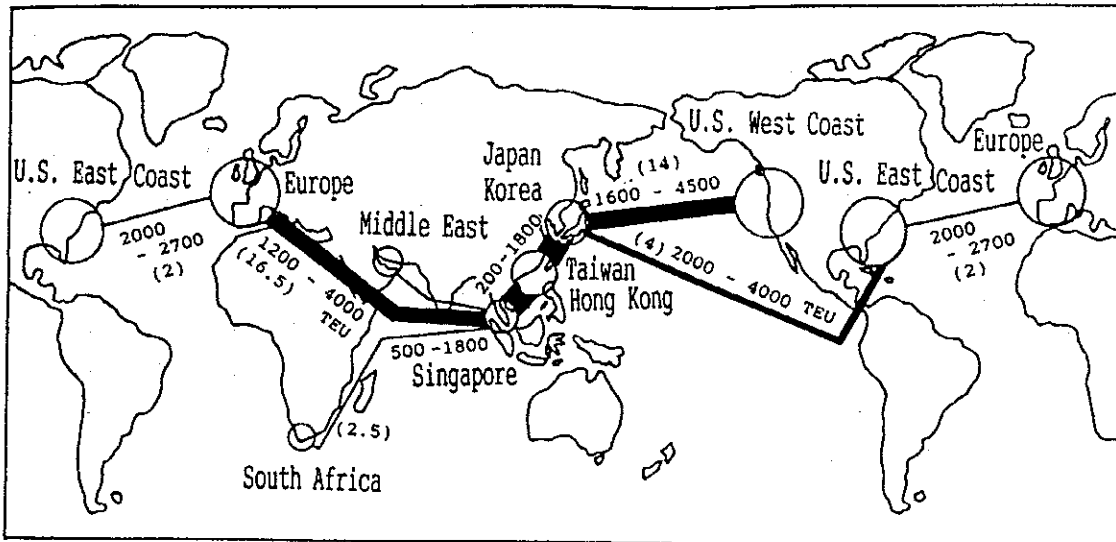 U.S. East Coast
2000
- 2700
(2)
Europe
1200 - 4000
TEU
(16.5)
Middle East
500 - 1800
Singapore
(2.5)
South Africa
200-1800
Japan
Korea
Taiwan
Hong Kong
(14)
1600 - 4500
U.S. West Coast
(4) 2000 - 4000 TEU
U.S. East Coast
2000
- 2700
(2)
Europe